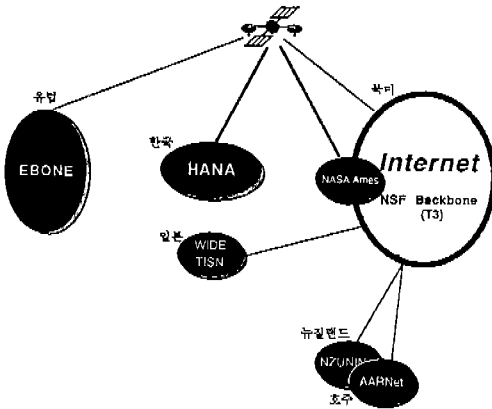 유럽
EBONE
한국
HANA
북미
Internet
NASA Ames
NSF Backbone
(T3)
일본
WIDE
TISN
뉴질랜드
AARNet
호주